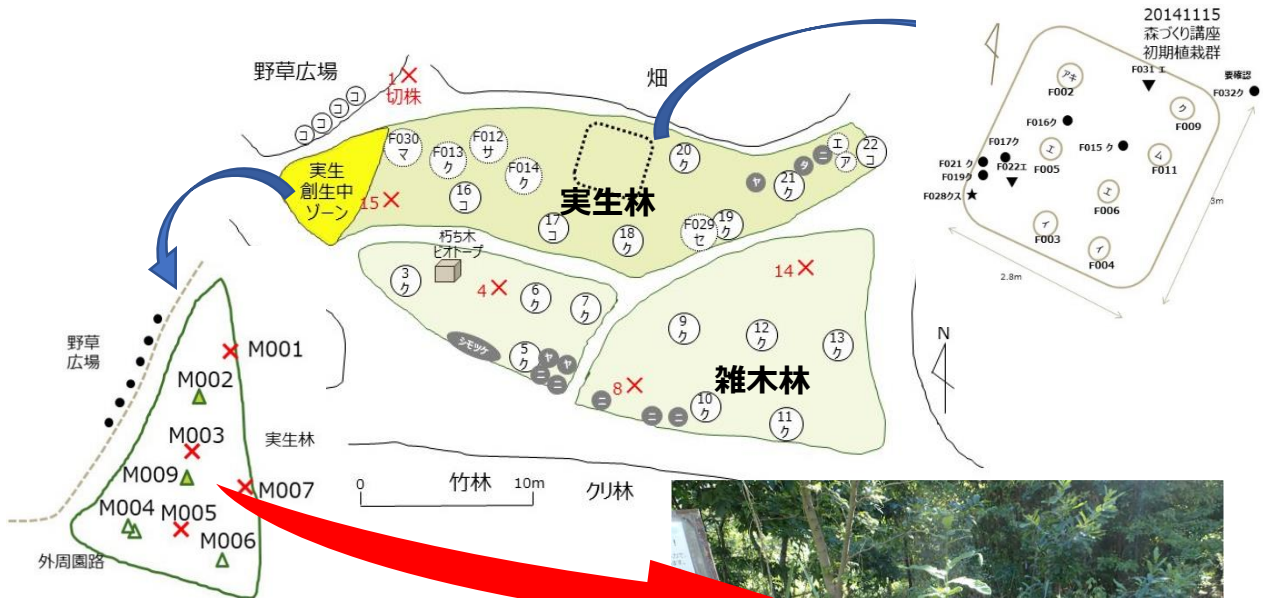 20141115
森づくり講座
初期植栽群
野草広場
1
切株
畑
コ
コ
コ
コ
F030
マ
F013
ク
F012
サ
F014
ク
20
ク
ヤ
タ
ニ
21
ク
エ
ア
22
コ
実生
創生中
ゾーン
15
16
コ
17
コ
実生林
18
ク
F029
セ
19
ク
朽ち木
ビオトープ
3
ク
4
6
ク
7
ク
シモツケ
5
ク
ヤ
ヤ
ニ
ニ
14
9
ク
12
ク
13
ク
8
雑木林
ニ
ニ
ニ
10
ク
11
ク
N
0
10m
竹林
クリ林
アキ
F002
F031 エ
要確認
F032ク
ク
F009
F016ク
F017ク
F015 ク
エ
F005
ム
F011
F021 ク
F019ク
F022エ
F028クス
エ
F006
イ
F003
イ
F004
2.8m
3m
野草
広場
M001
M002
M003
実生林
M009
M007
M004
M005
M006
外周園路